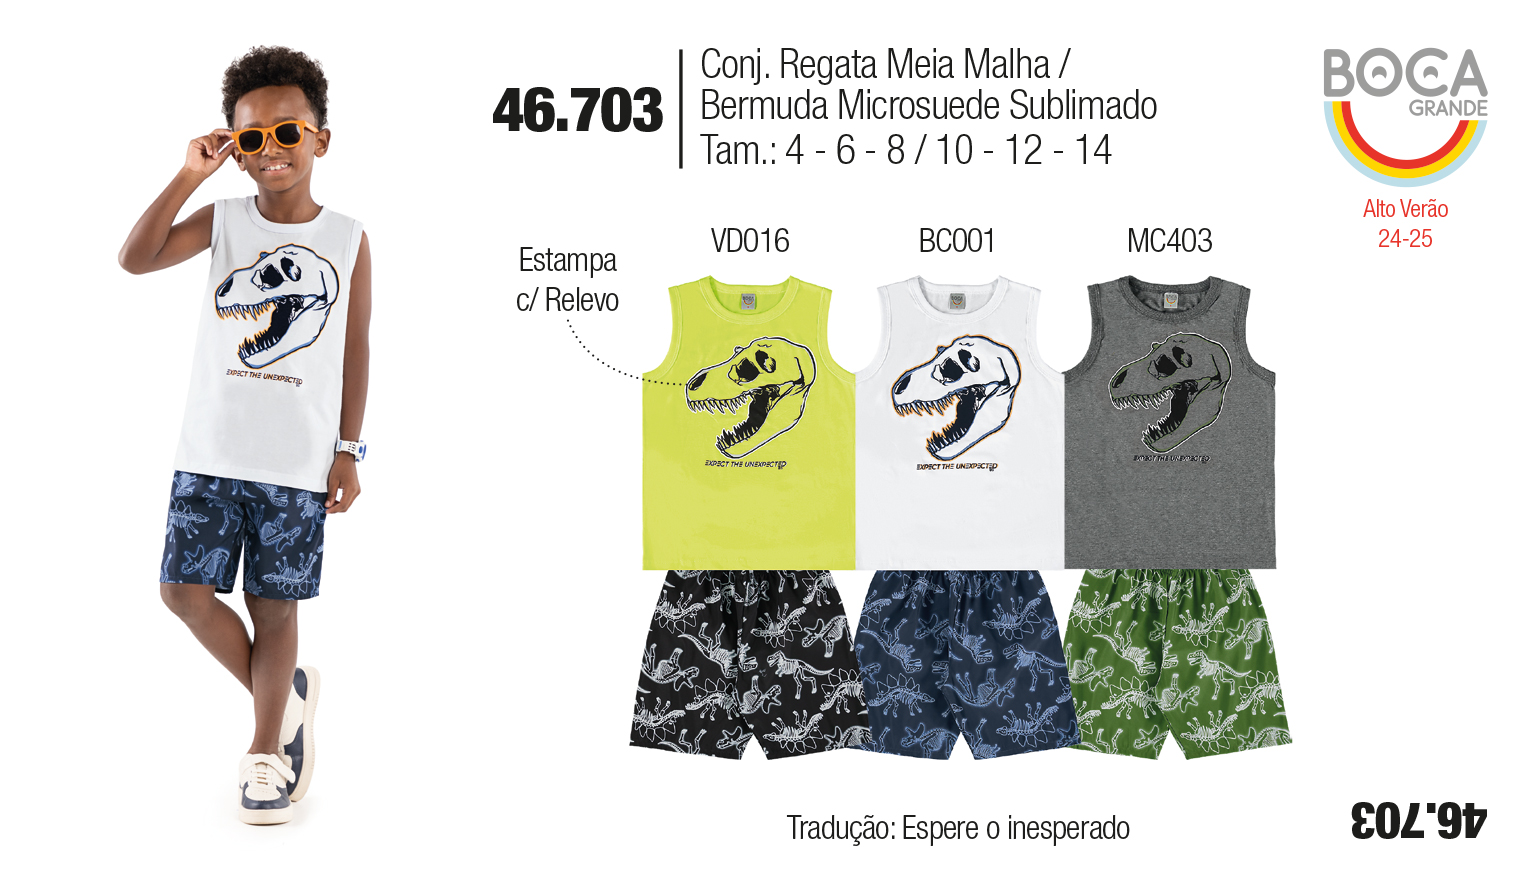 46.703
Conj. Regata Meia Malha /
Bermuda Microsuede Sublimado
Tam.: 4 - 6 - 8 / 10 - 12 - 14
BOCA
GRANDE
Alto Verão
24-25
Estampa
c/ Relevo
VD016
BC001
MC403
EXPECT THE UNEXPECTED
EXPECT THE UNEXPECTED
EXPECT THE UNEXPECTED
EXPECT THE UNEXPECTED
Tradução: Espere o inesperado
46.703